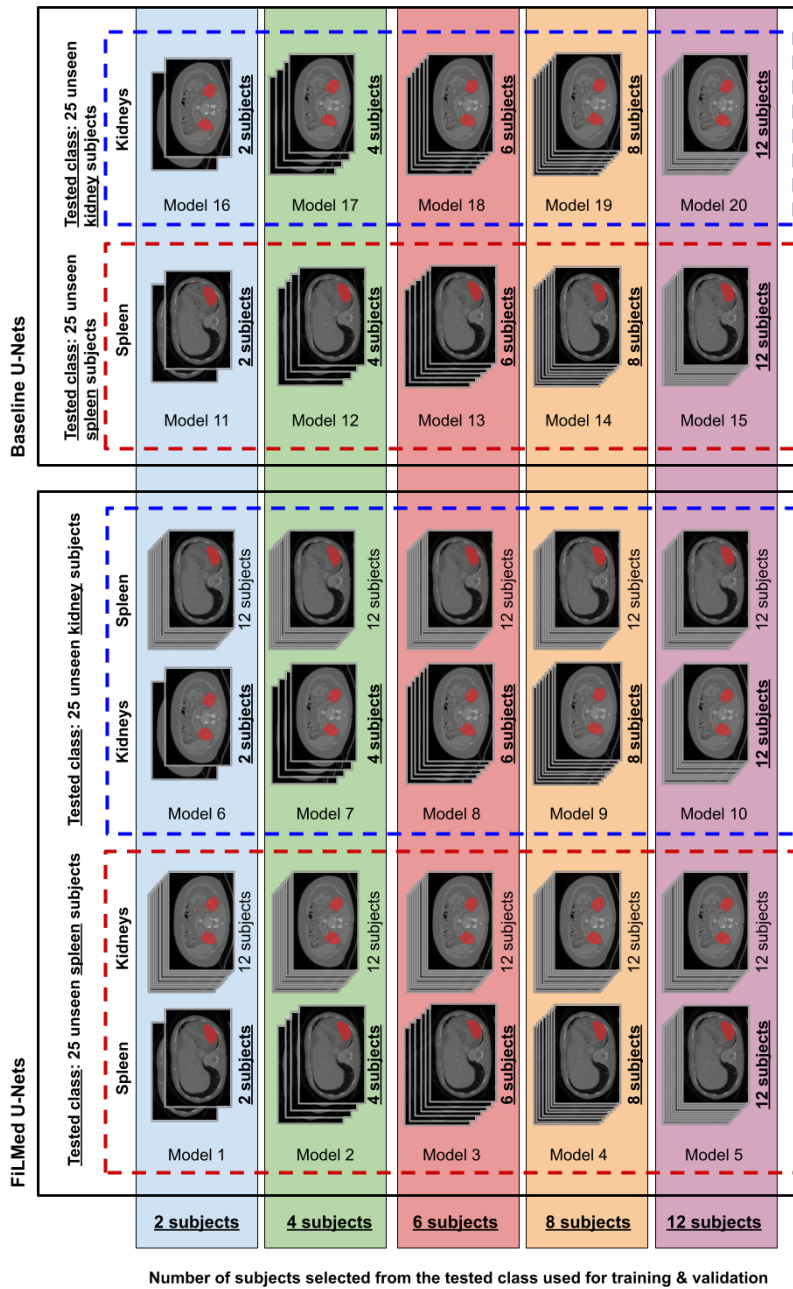 Baseline U-Nets
Tested class: 25 unseen
kidney subjects
Kidneys
2 subjects
4 subjects
6 subjects
8 subjects
12 subjects
Model 16
Model 17
Model 18
Model 19
Model 20
Tested class: 25 unseen
spleen subjects
Spleen
2 subjects
4 subjects
6 subjects
8 subjects
12 subjects
Model 11
Model 12
Model 13
Model 14
Model 15
FiLMed U-Nets
Tested class: 25 unseen kidney subjects
Spleen
12 subjects
12 subjects
12 subjects
12 subjects
12 subjects
Kidneys
2 subjects
4 subjects
6 subjects
8 subjects
12 subjects
Model 6
Model 7
Model 8
Model 9
Model 10
Tested class: 25 unseen spleen subjects
Kidneys
12 subjects
12 subjects
12 subjects
12 subjects
12 subjects
Spleen
2 subjects
4 subjects
6 subjects
8 subjects
12 subjects
Model 1
Model 2
Model 3
Model 4
Model 5
2 subjects
4 subjects
6 subjects
8 subjects
12 subjects
Number of subjects selected from the tested class used for training & validation